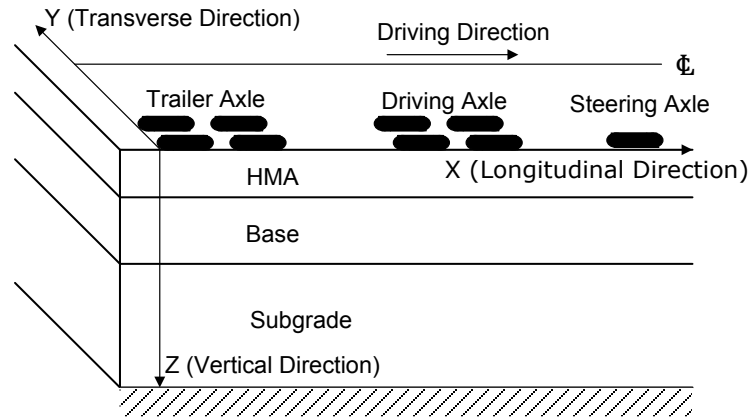 Y (Transverse Direction)
Driving Direction
℄
Trailer Axle
Driving Axle
Steering Axle
X (Longitudinal Direction)
HMA
Base
Subgrade
Z (Vertical Direction)